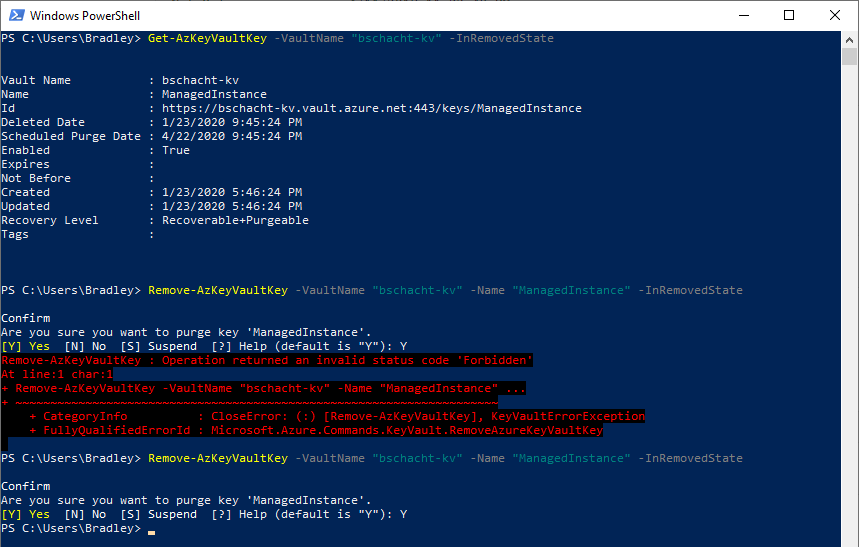 Windows PowerShell
PS C:\Users\Bradley> Get-AzKeyVaultKey -VaultName "bschacht-kv" -InRemovedState
Vault Name           : bschacht-kv
Name                 : ManagedInstance
Id                   : https://bschacht-kv.vault.azure.net:443/keys/ManagedInstance
Deleted Date         : 1/23/2020 9:45:24 PM
Scheduled Purge Date : 4/22/2020 9:45:24 PM
Enabled              : True
Expires              :
Not Before           :
Created              : 1/23/2020 5:46:24 PM
Updated              : 1/23/2020 5:46:24 PM
Recovery Level       : Recoverable+Purgeable
Tags                 :
PS C:\Users\Bradley> Remove-AzKeyVaultKey -VaultName "bschacht-kv" -Name "ManagedInstance" -InRemovedState
Confirm
Are you sure you want to purge key 'ManagedInstance'.
[Y] Yes  [N] No  [S] Suspend  [?] Help (default is "Y"): Y
Remove-AzKeyVaultKey : Operation returned an invalid status code 'Forbidden'
At line:1 char:1
+ Remove-AzKeyVaultKey -VaultName "bschacht-kv" -Name "ManagedInstance" ...
+ ~~~~~~~~~~~~~~~~~~~~~~~~~~~~~~~~~~~~~~~~~~~~~~~~~~~~~~~~~~~~~~~~~~~~~
    + CategoryInfo          : CloseError: (:) [Remove-AzKeyVaultKey], KeyVaultErrorException
    + FullyQualifiedErrorId : Microsoft.Azure.Commands.KeyVault.RemoveAzureKeyVaultKey
PS C:\Users\Bradley> Remove-AzKeyVaultKey -VaultName "bschacht-kv" -Name "ManagedInstance" -InRemovedState
Confirm
Are you sure you want to purge key 'ManagedInstance'.
[Y] Yes  [N] No  [S] Suspend  [?] Help (default is "Y"): Y
PS C:\Users\Bradley>